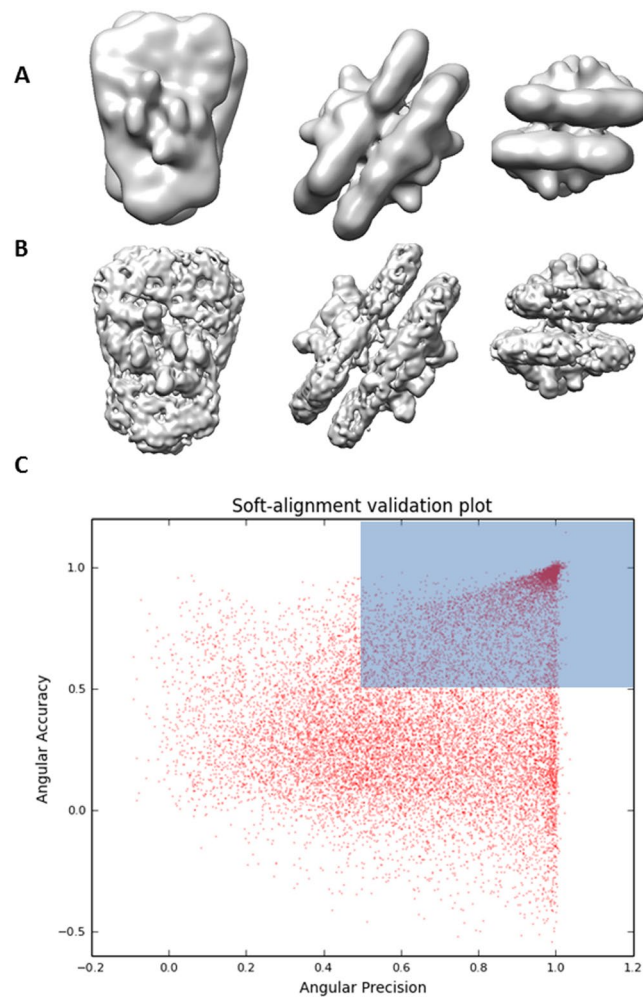 A
B
C
Soft-alignment validation plot
1.0
0.5
0.0
−0.5
Angular Accuracy
−0.2 0.0 0.2 0.4 0.6 0.8 1.0 1.2
Angular Precision